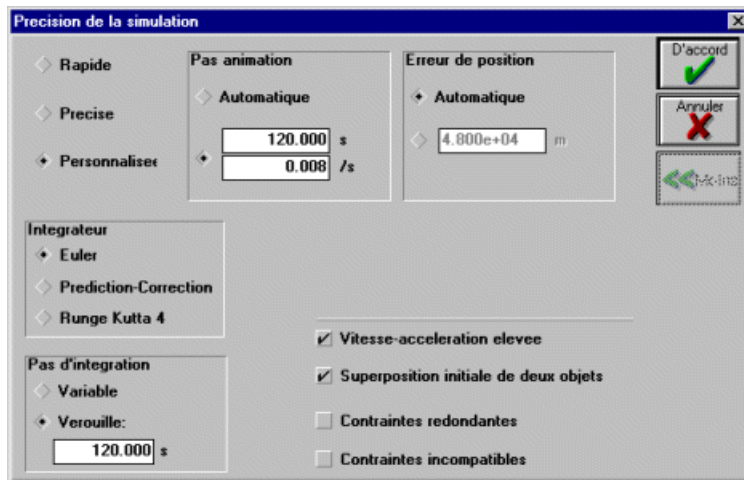 Precision de la simulation
Rapide
Precise
Personnalisee
Pas animation
Automatique
120.000 s
0.008 /s
Erreur de position
Automatique
4.800e+04 m
D'accord
Annuler
Integrateur
Euler
Prediction-Correction
Runge Kutta 4
Pas d'integration
Variable
Verouille:
120.000 s
Vitesse-acceleration elevee
Superposition initiale de deux objets
Contraintes redondantes
Contraintes incompatibles